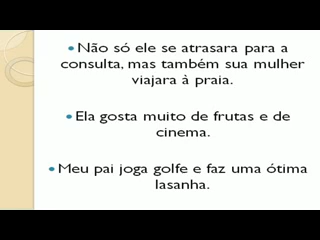 • Não só ele se atrasara para a
consulta, mas também sua mulher
viajara à praia.
• Ela gosta muito de frutas e de
cinema.
• Meu pai joga golfe e faz uma ótima
lasanha.